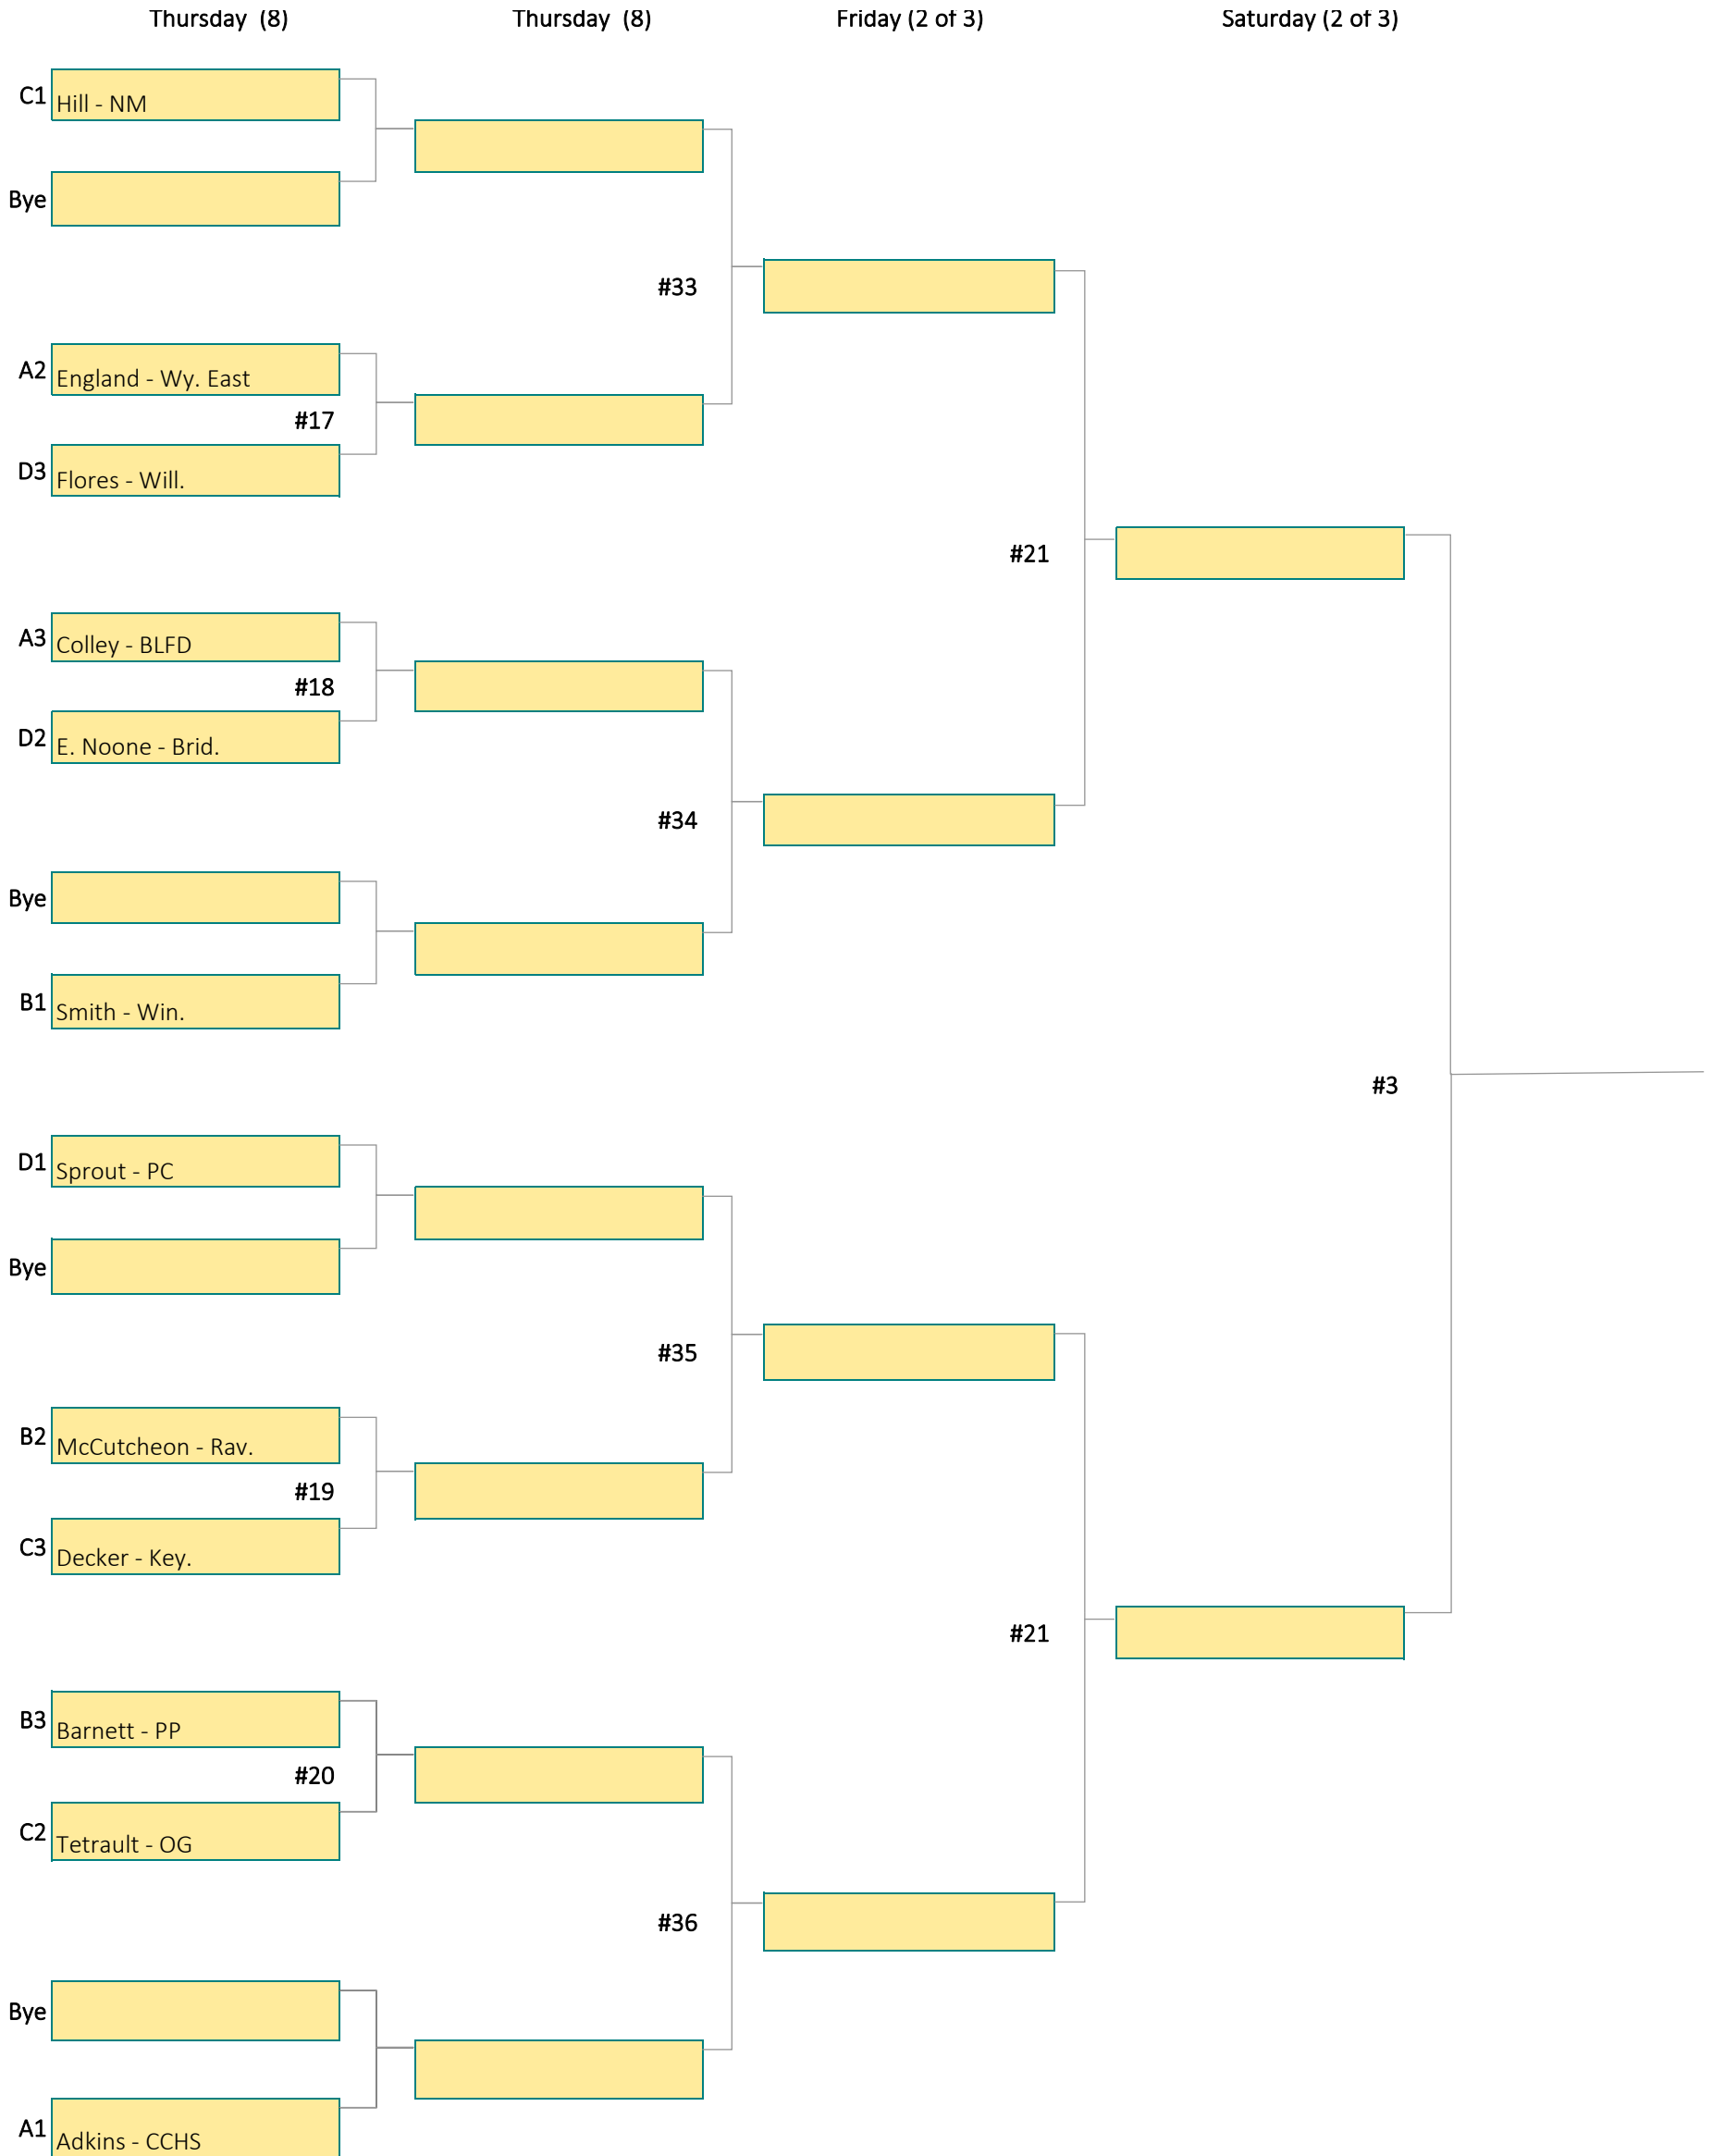 Thursday  (8)
Thursday  (8)
Friday (2 of 3)
Saturday (2 of 3)
C1
Hill - NM
Bye
#33
A2
England - Wy. East
#17
D3
Flores - Will.
#21
A3
Colley - BLFD
#18
D2
E. Noone - Brid.
#34
Bye
B1
Smith - Win.
#3
D1
Sprout - PC
Bye
#35
B2
McCutcheon - Rav.
#19
C3
Decker - Key.
#21
B3
Barnett - PP
#20
C2
Tetrault - OG
#36
Bye
A1
Adkins - CCHS